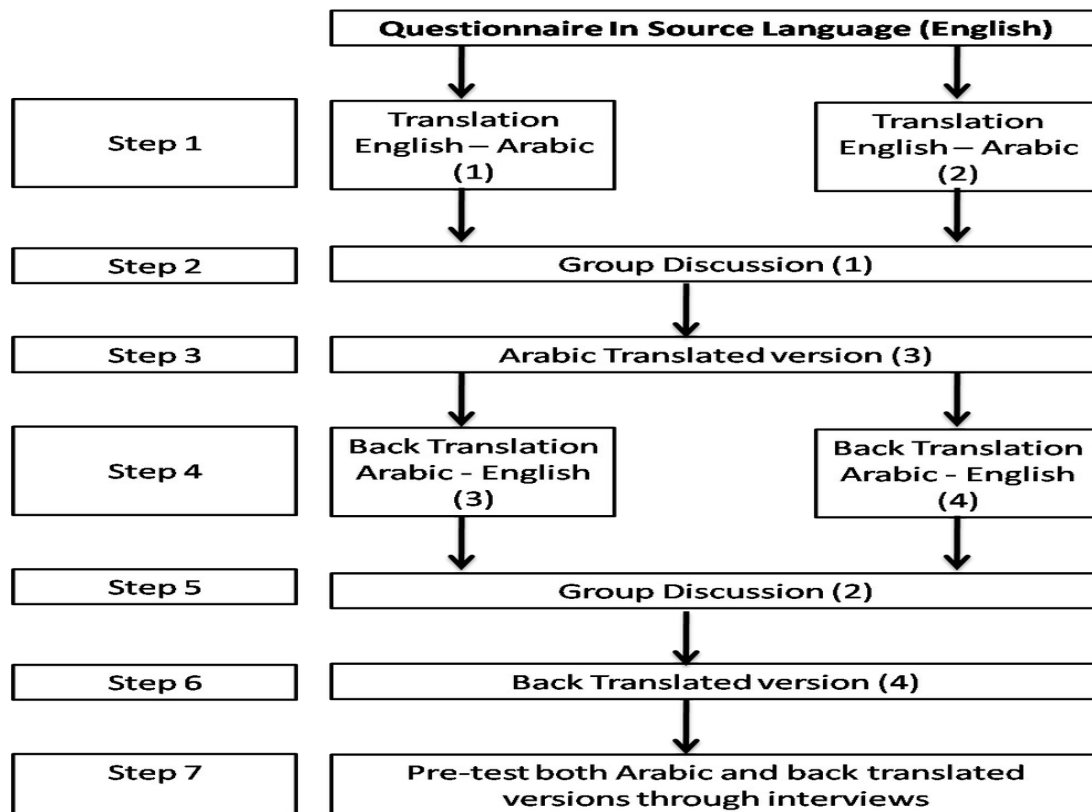 Questionnaire In Source Language (English)
Step 1
Translation
English – Arabic
(1)
Translation
English – Arabic
(2)
Step 2
Group Discussion (1)
Step 3
Arabic Translated version (3)
Step 4
Back Translation
Arabic - English
(3)
Back Translation
Arabic - English
(4)
Step 5
Group Discussion (2)
Step 6
Back Translated version (4)
Step 7
Pre-test both Arabic and back translated
versions through interviews